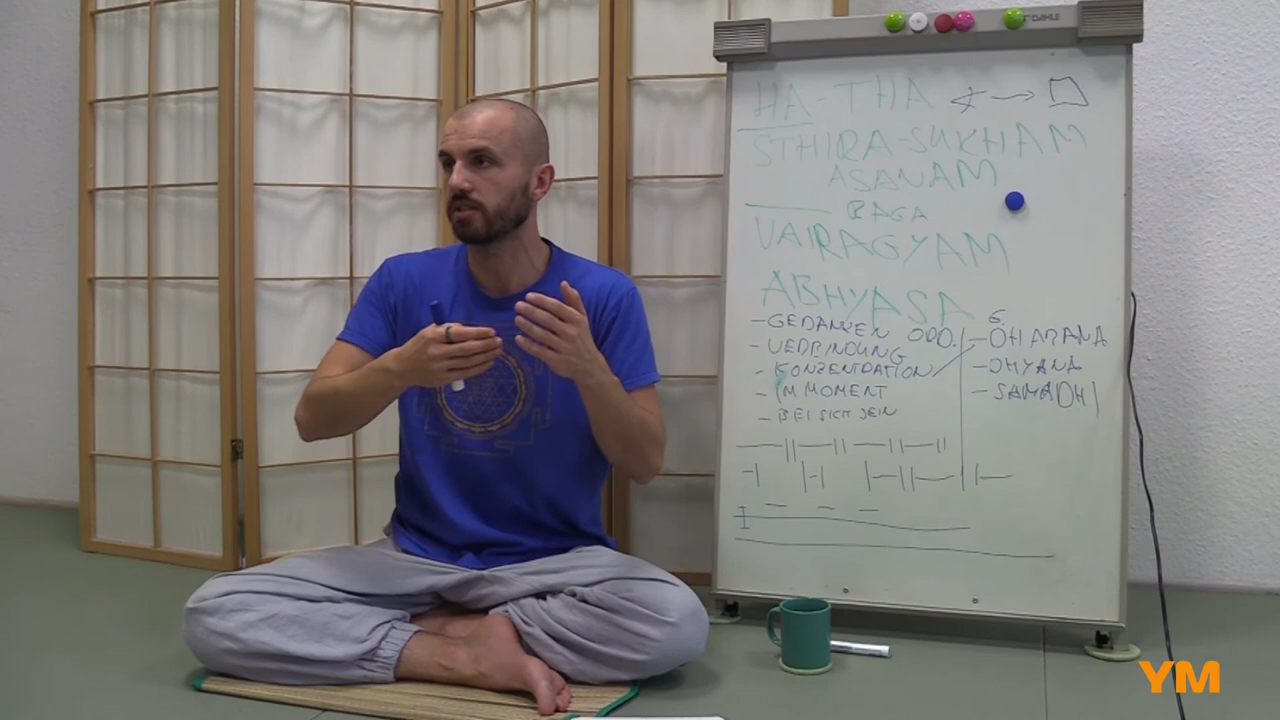 DAHLE
HA-THA
STHIRA-SUKHAM
ASANAM
RAGA
VAIRAGYAM
ABHYASA
- GEDANKEN ORD.
- VERBINDUNG
- KONZENTRATION
- IM MOMENT
- BEI SICH SEIN
6.
- DHARANA
- DHYANA
- SAMADHI
YM